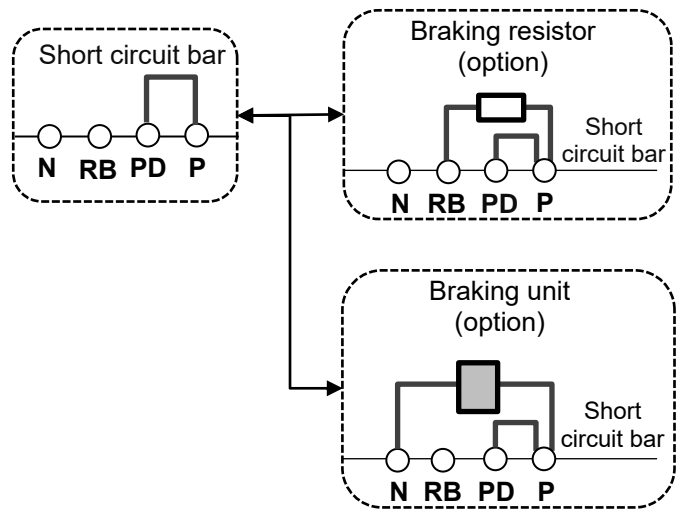 Short circuit bar
N RB PD P
Braking resistor
(option)
Short
circuit bar
N RB PD P
Braking unit
(option)
Short
circuit bar
N RB PD P